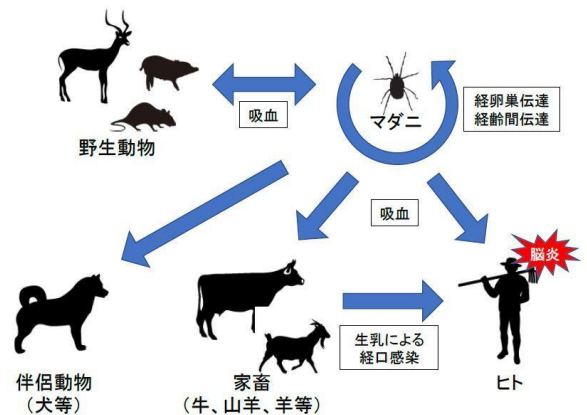 吸血
マダニ
経卵巣伝達
経齢間伝達
野生動物
吸血
脳炎
生乳による
経口感染
伴侶動物
（犬等）
家畜
（牛、山羊、羊等）
ヒト